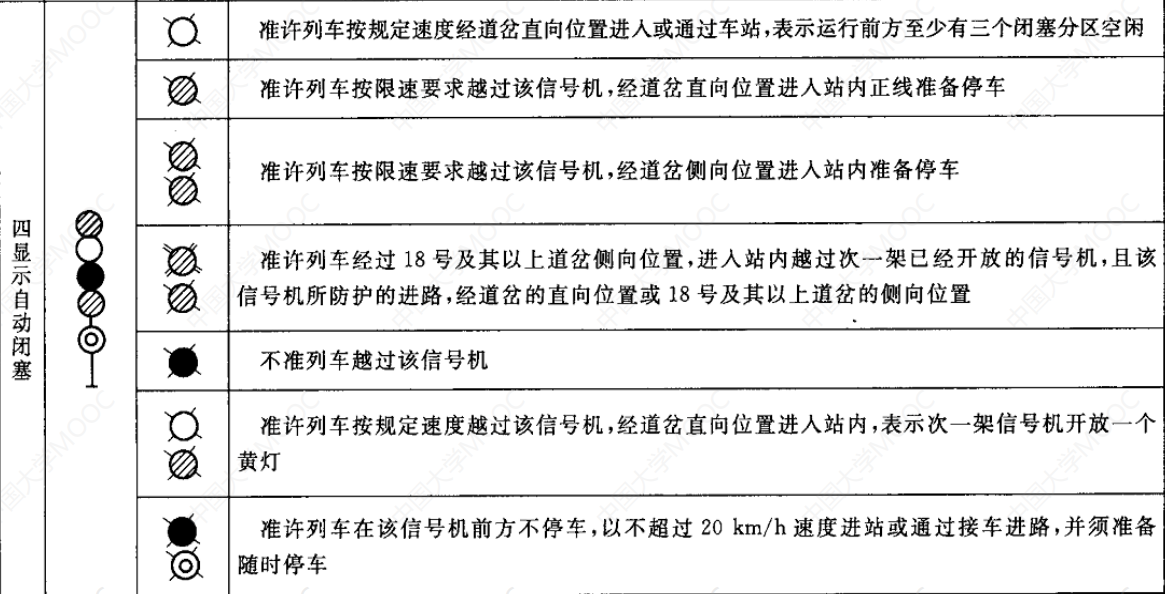 四显示自动闭塞
准许列车按规定速度经道岔直向位置进入或通过车站,表示运行前方至少有三个闭塞分区空闲
准许列车按限速要求越过该信号机,经道岔直向位置进入站内正线准备停车
准许列车按限速要求越过该信号机,经道岔侧向位置进入站内准备停车
准许列车经过 18 号及其以上道岔侧向位置,进入站内越过次一架已经开放的信号机,且该
信号机所防护的进路,经道岔的直向位置或 18 号及其以上道岔的侧向位置
不准列车越过该信号机
准许列车按规定速度越过该信号机,经道岔直向位置进入站内,表示次一架信号机开放一个
黄灯
准许列车在该信号机前方不停车,以不超过 20 km/h 速度进站或通过接车进路,并须准备
随时停车
中国大学MOOC